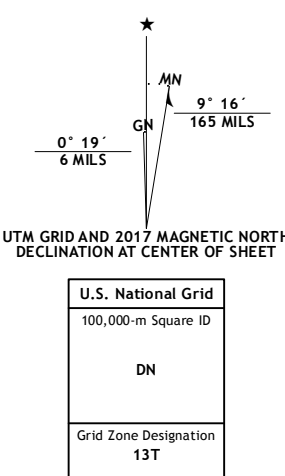 ★
MN
9° 16´
165 MILS
GN
0° 19´
6 MILS
UTM GRID AND 2017 MAGNETIC NORTH
DECLINATION AT CENTER OF SHEET
U.S. National Grid
100,000-m Square ID
DN
Grid Zone Designation
13T